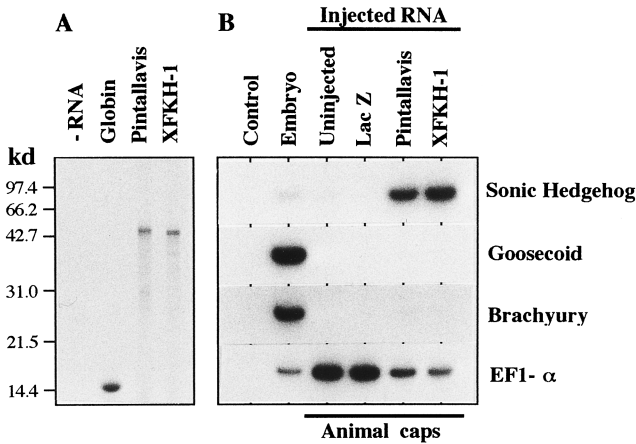 A
B
Injected RNA
- RNA
Globin
Pintallavis
XFKH-1
Control
Embryo
Uninjected
Lac Z
Pintallavis
XFKH-1
kd
97.4
66.2
42.7
31.0
21.5
14.4
Sonic Hedgehog
Goosecoid
Brachyury
EF1- α
Animal caps